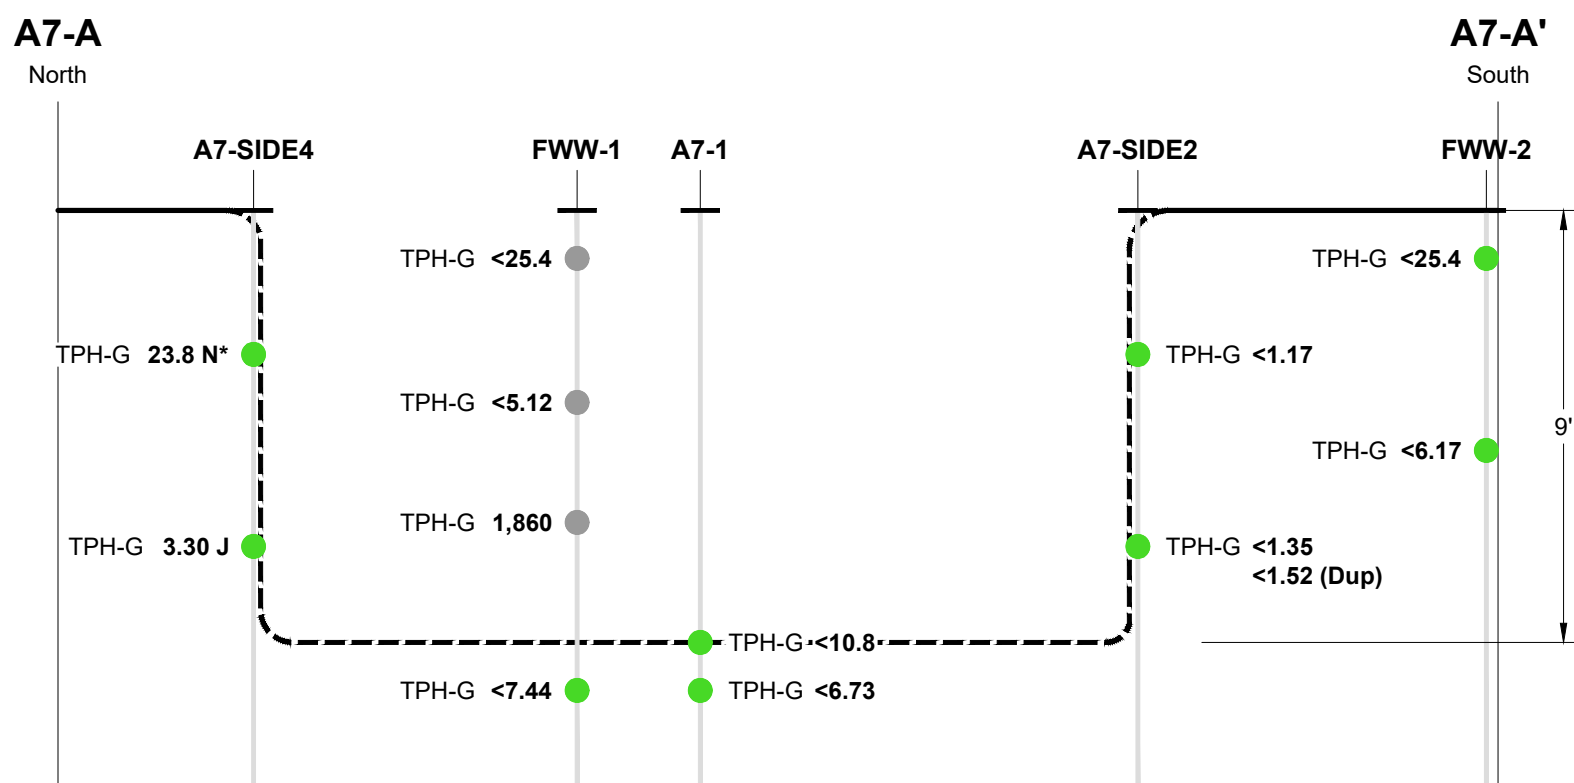 A7-A
North
A7-A'
South
A7-SIDE4
FWW-1
A7-1
A7-SIDE2
FWW-2
TPH-G <25.4
TPH-G <25.4
TPH-G 23.8 N*
TPH-G <1.17
TPH-G <5.12
9'
TPH-G <6.17
TPH-G 1,860
TPH-G 3.30 J
TPH-G <1.35
<1.52 (Dup)
TPH-G <10.8
TPH-G <7.44
TPH-G <6.73